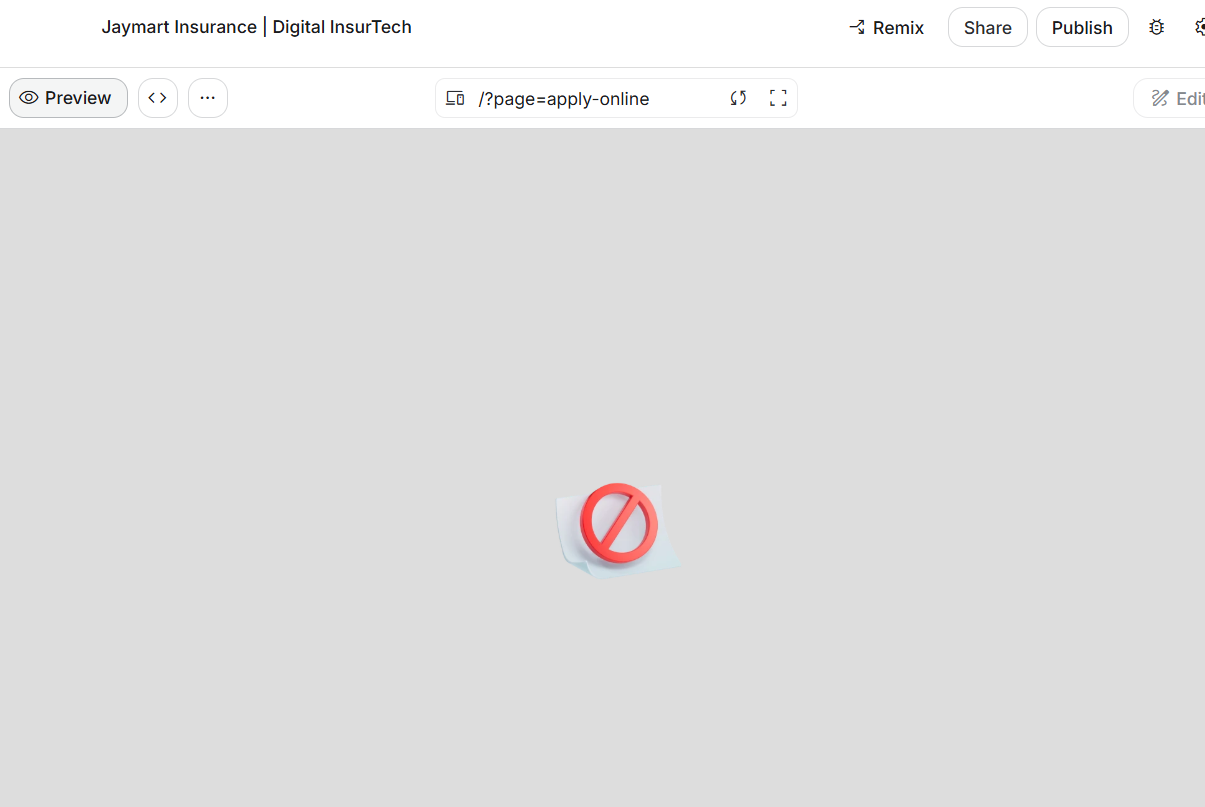 Jaymart Insurance | Digital InsurTech
Remix
Share
Publish
Preview
/?page=apply-online
Edit